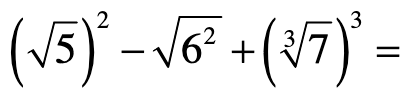 (√5)² − √6² + (∛7)³ =